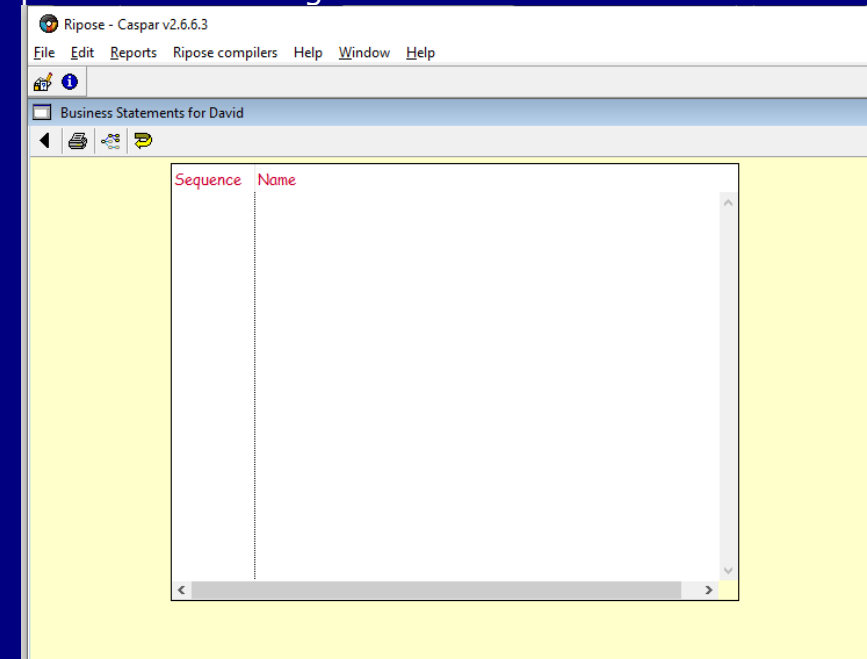 Ripose - Caspar v2.6.6.3
File Edit Reports Ripose compilers Help Window Help
Business Statements for David
Sequence Name